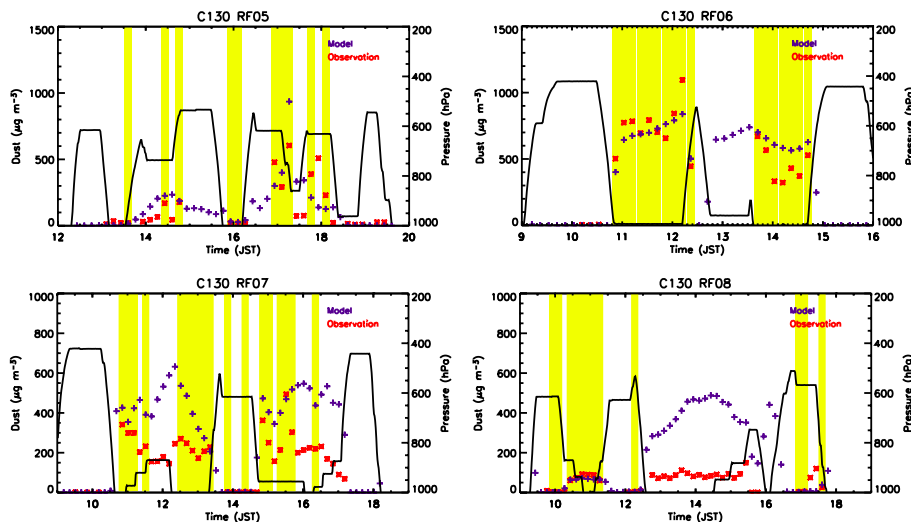 C130 RF05
1500
1000
500
0
Dust (μg m⁻³)
200
400
600
800
1000
Pressure (hPa)
Model
Observation
12 14 16 18 20
Time (JST)
C130 RF06
1500
1000
500
0
Dust (μg m⁻³)
200
400
600
800
1000
Pressure (hPa)
Model
Observation
9 10 11 12 13 14 15 16
Time (JST)
C130 RF07
1000
800
600
400
200
0
Dust (μg m⁻³)
200
400
600
800
1000
Pressure (hPa)
Model
Observation
10 12 14 16 18
Time (JST)
C130 RF08
1000
800
600
400
200
0
Dust (μg m⁻³)
200
400
600
800
1000
Pressure (hPa)
Model
Observation
10 12 14 16 18
Time (JST)